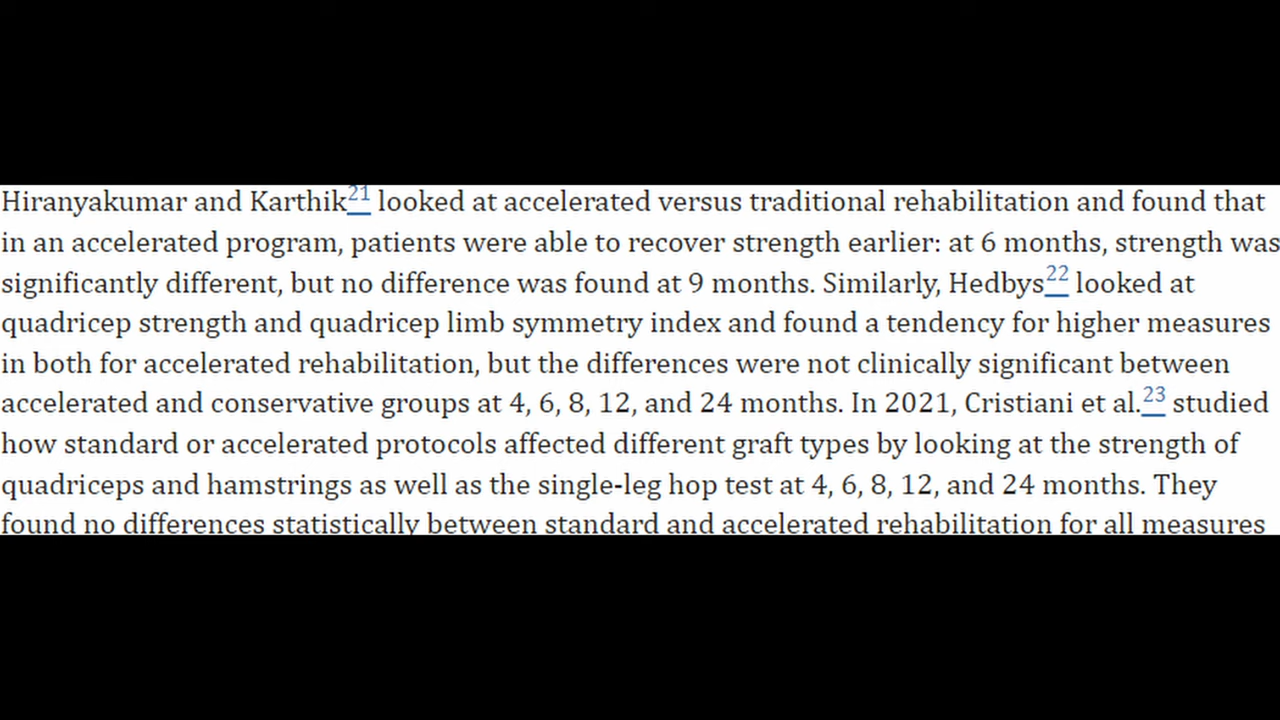 Hiranyakumar and Karthik21 looked at accelerated versus traditional rehabilitation and found that
in an accelerated program, patients were able to recover strength earlier: at 6 months, strength was
significantly different, but no difference was found at 9 months. Similarly, Hedbys22 looked at
quadricep strength and quadricep limb symmetry index and found a tendency for higher measures
in both for accelerated rehabilitation, but the differences were not clinically significant between
accelerated and conservative groups at 4, 6, 8, 12, and 24 months. In 2021, Cristiani et al.23 studied
how standard or accelerated protocols affected different graft types by looking at the strength of
quadriceps and hamstrings as well as the single-leg hop test at 4, 6, 8, 12, and 24 months. They
found no differences statistically between standard and accelerated rehabilitation for all measures